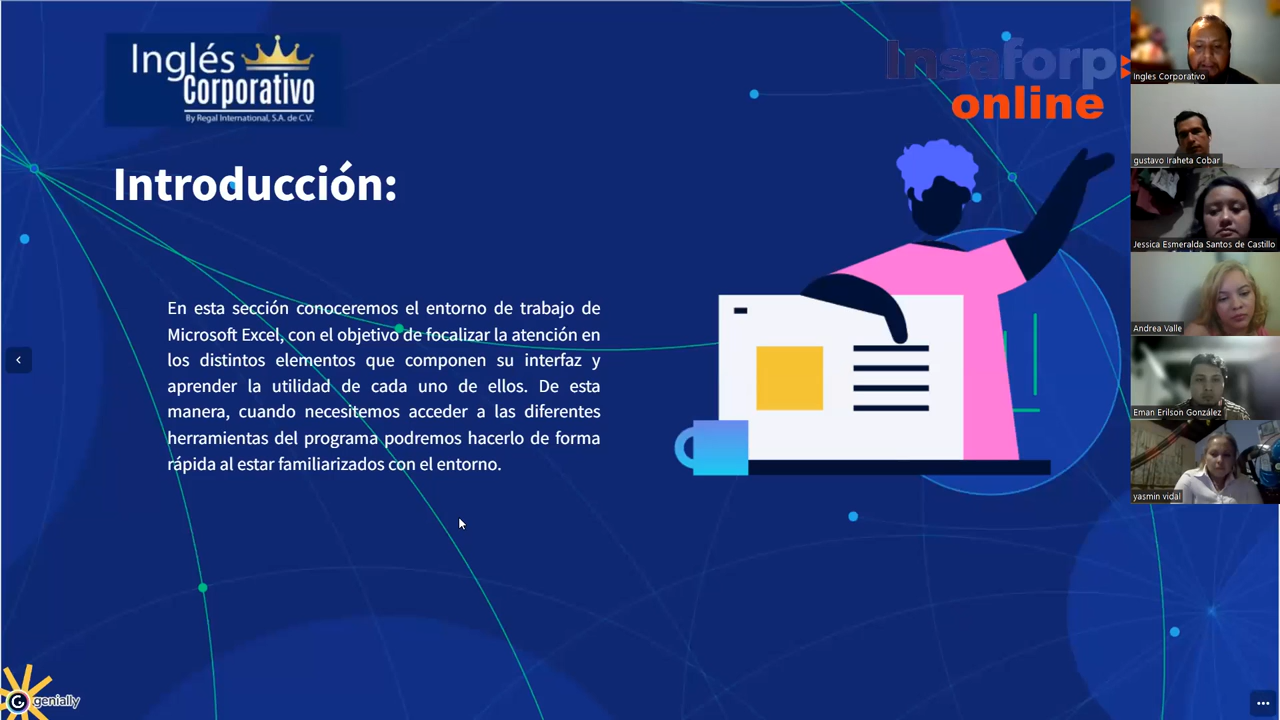 Inglés
Corporativo
By Regal International, S.A. de C.V.
Insaforp
online
Introducción:
En esta sección conoceremos el entorno de trabajo de
Microsoft Excel, con el objetivo de focalizar la atención en
los distintos elementos que componen su interfaz y
aprender la utilidad de cada uno de ellos. De esta
manera, cuando necesitemos acceder a las diferentes
herramientas del programa podremos hacerlo de forma
rápida al estar familiarizados con el entorno.
genially
Ingles Corporativo
gustavo Iraheta Cobar
Jessica Esmeralda Santos de Castillo
Andrea Valle
Eman Erilson González
yasmin vidal